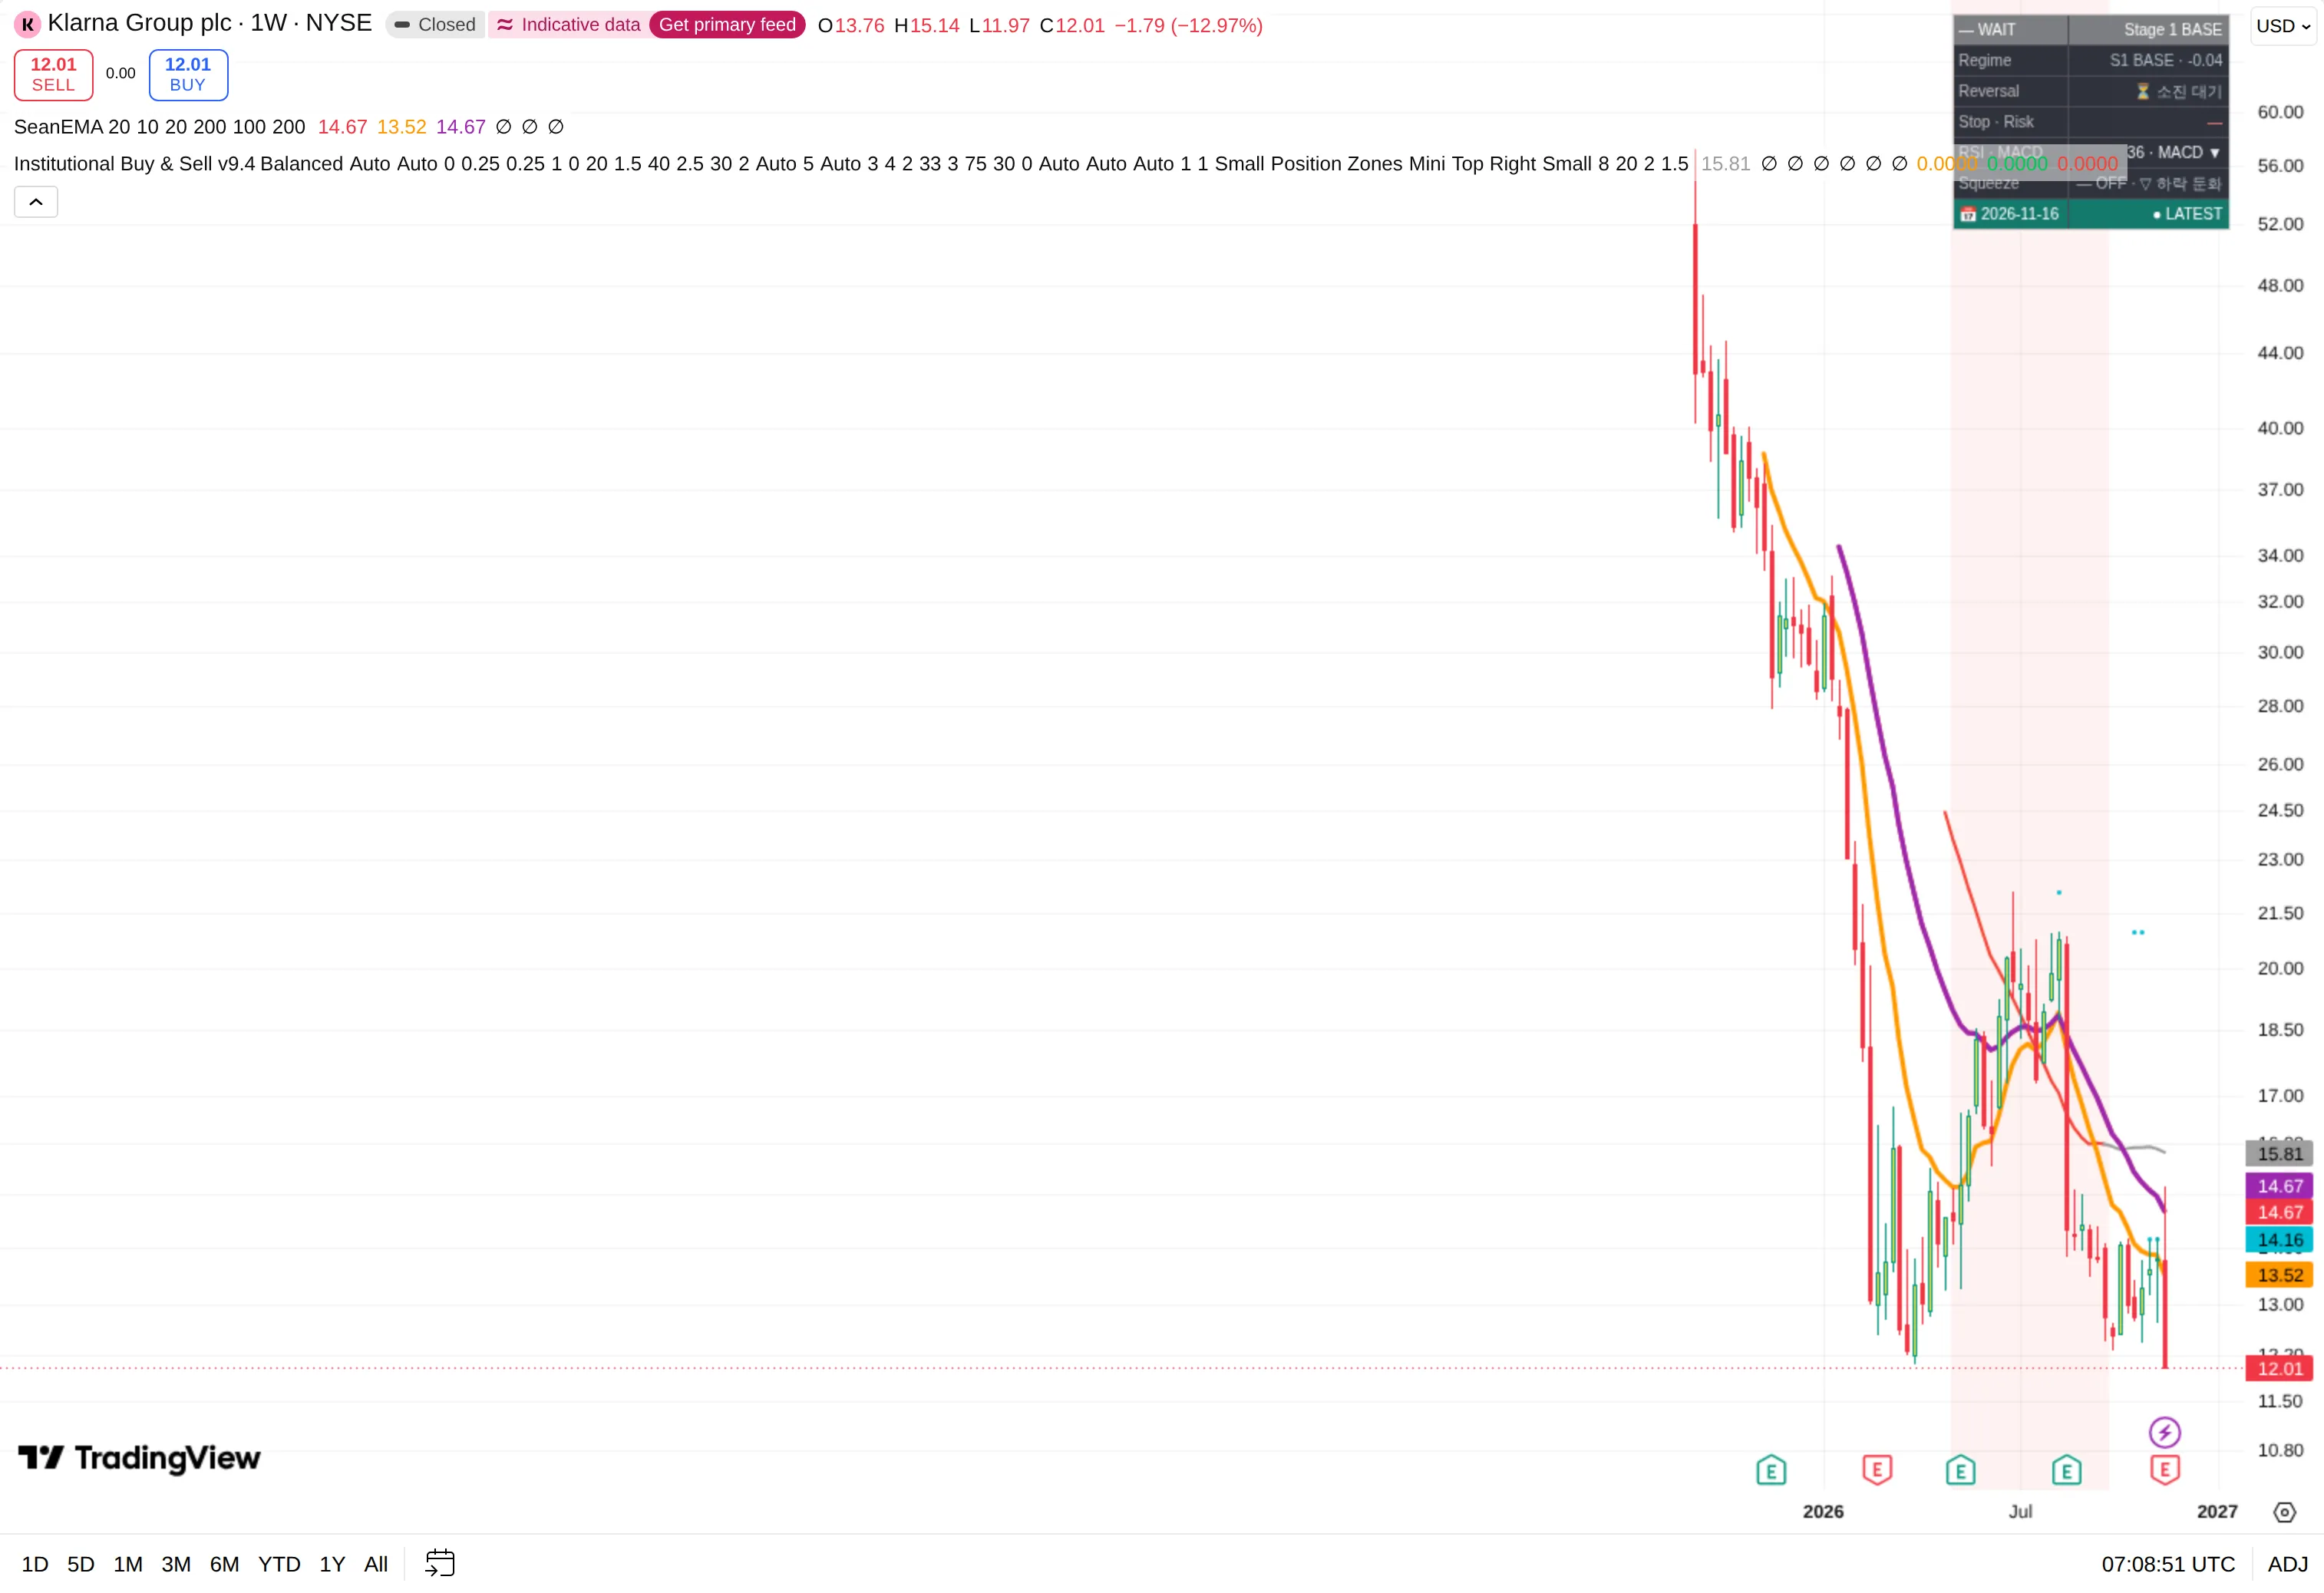 Klarna Group plc · 1W · NYSE Closed Indicative data Get primary feed O13.76 H15.14 L11.97 C12.01 −1.79 (−12.97%)
12.01 SELL 0.00 12.01 BUY
SeanEMA 20 10 20 200 100 200 14.67 13.52 14.67 ∅ ∅ ∅
Institutional Buy & Sell v9.4 Balanced Auto Auto 0 0.25 0.25 1 0 20 1.5 40 2.5 30 2 Auto 5 Auto 3 4 2 33 3 75 30 0 Auto Auto Auto 1 1 Small Position Zones Mini Top Right Small 8 20 2 1.5 15.81 ∅ ∅ ∅ ∅ ∅ ∅ 0.0000 0.0000 0.0000
— WAIT Stage 1 BASE
Regime S1 BASE · -0.04
Reversal ⏳ 소진 대기
Stop · Risk —
RSI · MACD 36 · MACD ▼
Squeeze — OFF · ▽ 하락 둔화
📅 2026-11-16 ● LATEST
USD
60.00
56.00
52.00
48.00
44.00
40.00
37.00
34.00
32.00
30.00
28.00
26.00
24.50
23.00
21.50
20.00
18.50
17.00
15.81
14.67
14.67
14.16
13.52
13.00
12.01
11.50
10.80
TradingView
E E E E E
2026 Jul 2027
1D 5D 1M 3M 6M YTD 1Y All 07:08:51 UTC ADJ